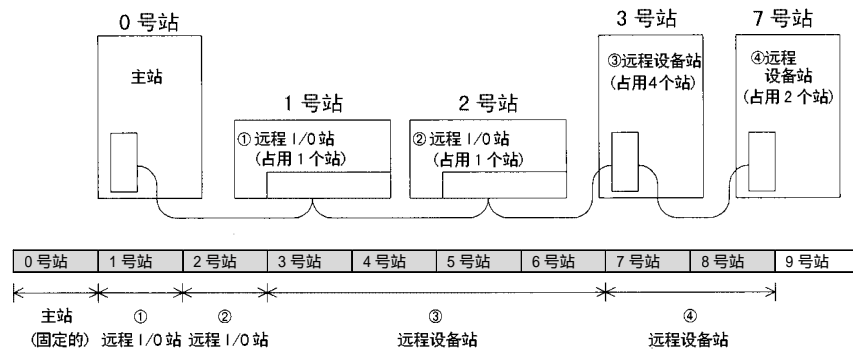 0 号站
3 号站
7 号站
主站
③远程设备站
(占用4个站)
④远程
设备站
(占用 2 个站)
1 号站
2 号站
①远程 I/O 站
(占用 1 个站)
②远程 I/O 站
(占用 1 个站)
0 号站 1 号站 2 号站 3 号站 4 号站 5 号站 6 号站 7 号站 8 号站 9 号站
主站 ① ② ③ ④
(固定的) 远程 I/O 站 远程 I/O 站 远程设备站 远程设备站